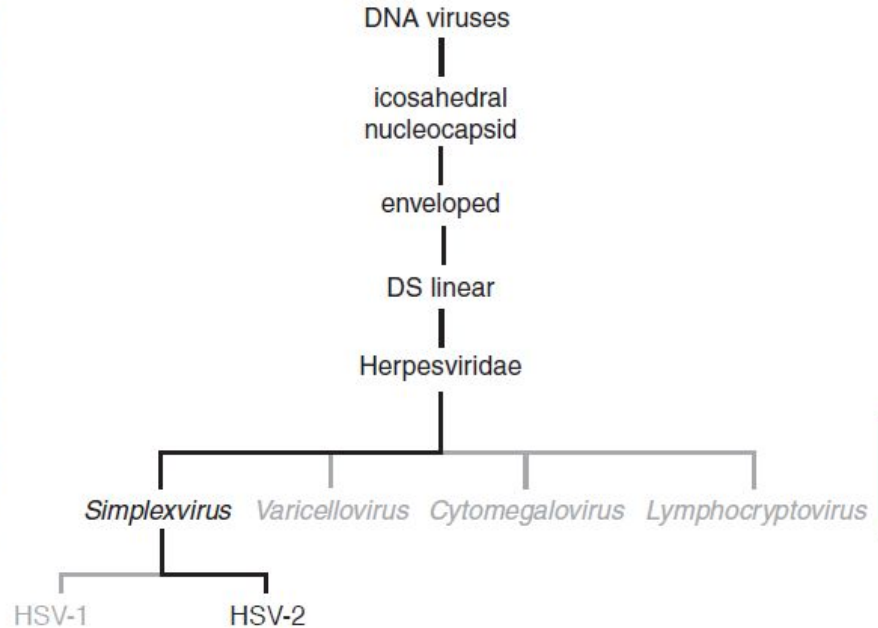 DNA viruses
icosahedral
nucleocapsid
enveloped
DS linear
Herpesviridae
Simplexvirus Varicellovirus Cytomegalovirus Lymphocryptovirus
HSV-1 HSV-2